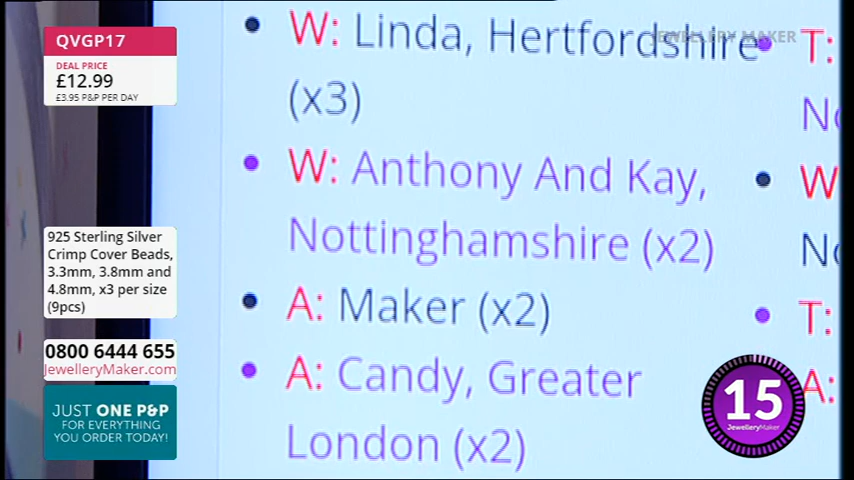 QVGP17
DEAL PRICE
£12.99
£3.95 P&P PER DAY
925 Sterling Silver
Crimp Cover Beads,
3.3mm, 3.8mm and
4.8mm, x3 per size
(9pcs)
0800 6444 655
JewelleryMaker.com
JUST ONE P&P
FOR EVERYTHING
YOU ORDER TODAY!
JEWELLERY MAKER
W: Linda, Hertfordshire
(x3)
W: Anthony And Kay,
Nottinghamshire (x2)
A: Maker (x2)
A: Candy, Greater
London (x2)
T:
W
T:
A:
15
JewelleryMaker